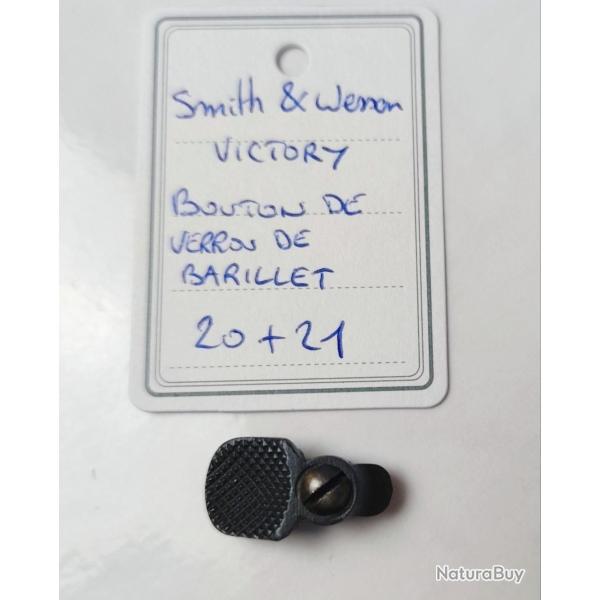 Smith & Wesson
VICTORY
BOUTON DE
VERROU DE
BARILLET
20 + 21
NaturaBuy